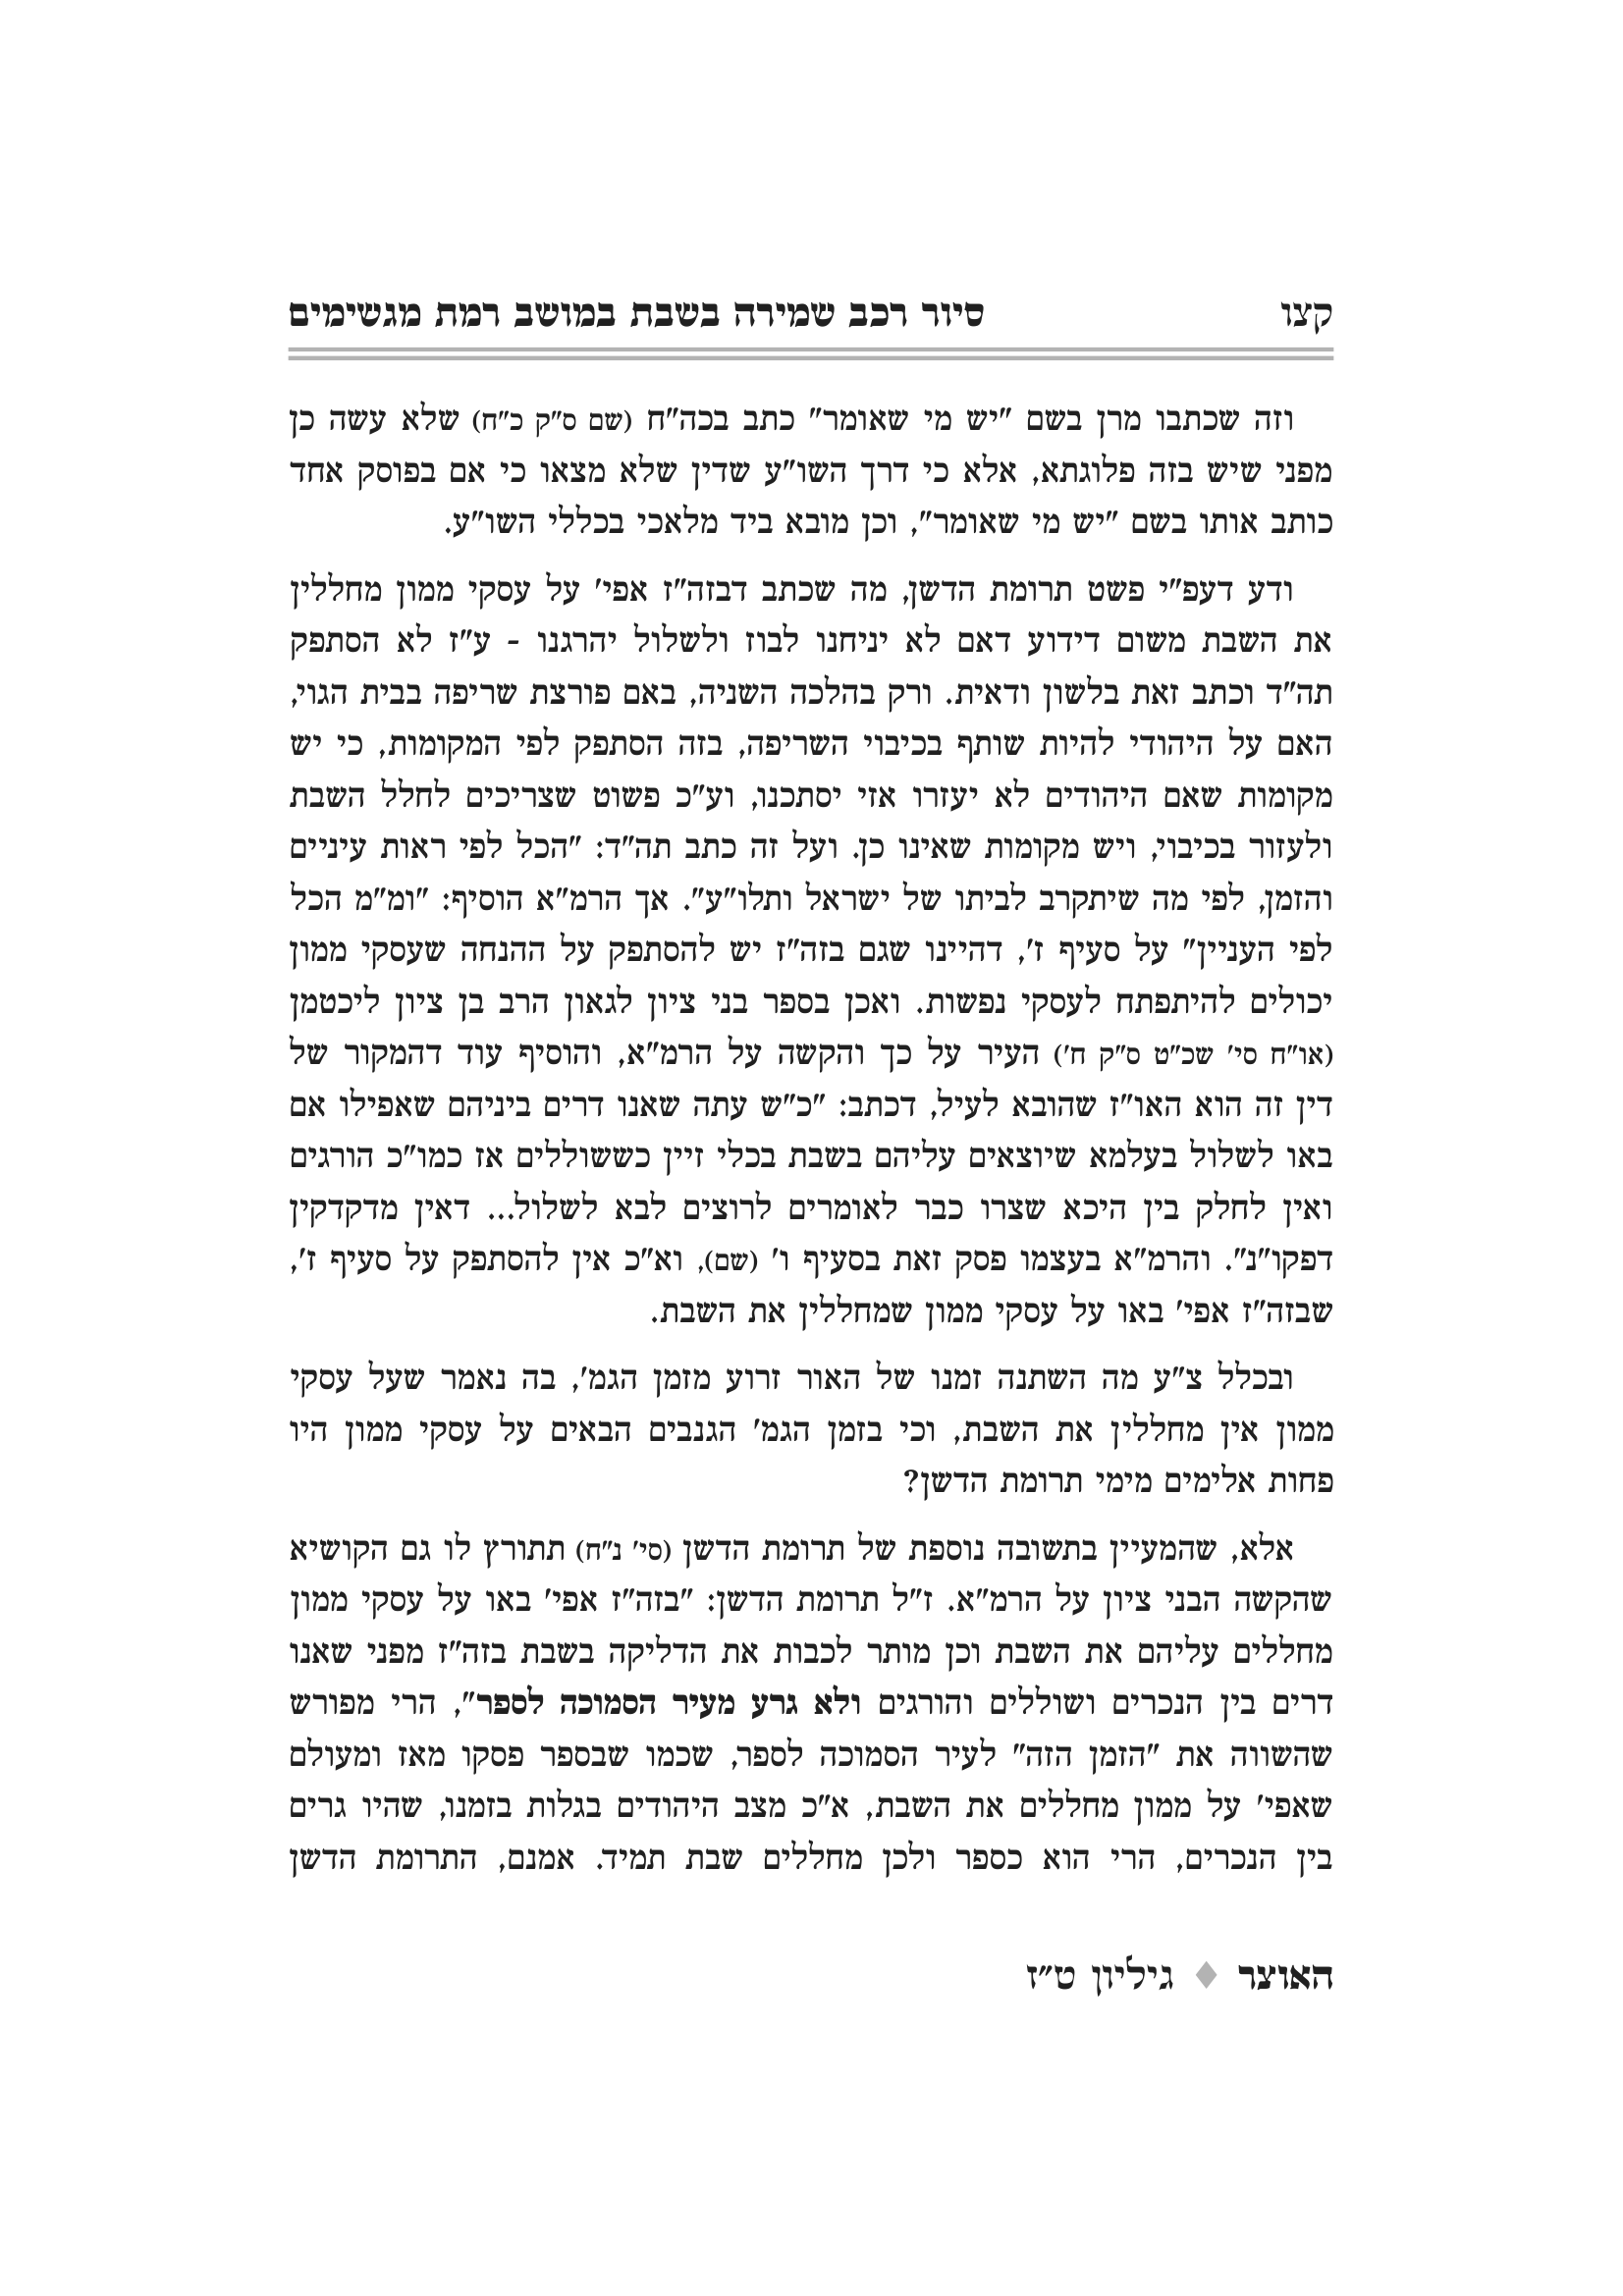 קצו סיור רכב שמירה בשבת במושב רמת מגשימים
וזה שכתבו מרן בשם "יש מי שאומר" כתב בכה"ח (שם ס"ק כ"ח) שלא עשה כן
מפני שיש בזה פלוגתא, אלא כי דרך השו"ע שדין שלא מצאו כי אם בפוסק אחד
כותב אותו בשם "יש מי שאומר", וכן מובא ביד מלאכי בכללי השו"ע.
ודע דעפ"י פשט תרומת הדשן, מה שכתב דבזה"ז אפי' על עסקי ממון מחללין
את השבת משום דידוע דאם לא יניחנו לבוז ולשלול יהרגנו - ע"ז לא הסתפק
תה"ד וכתב זאת בלשון ודאית. ורק בהלכה השניה, באם פורצת שריפה בבית הגוי,
האם על היהודי להיות שותף בכיבוי השריפה, בזה הסתפק לפי המקומות, כי יש
מקומות שאם היהודים לא יעזרו אזי יסתכנו, וע"כ פשוט שצריכים לחלל השבת
ולעזור בכיבוי, ויש מקומות שאינו כן. ועל זה כתב תה"ד: "הכל לפי ראות עיניים
והזמן, לפי מה שיתקרב לביתו של ישראל ותלו"ע". אך הרמ"א הוסיף: "ומ"מ הכל
לפי העניין" על סעיף ז', דהיינו שגם בזה"ז יש להסתפק על ההנחה שעסקי ממון
יכולים להיתפתח לעסקי נפשות. ואכן בספר בני ציון לגאון הרב בן ציון ליכטמן
(או"ח סי' שכ"ט ס"ק ח') העיר על כך והקשה על הרמ"א, והוסיף עוד דהמקור של
דין זה הוא האו"ז שהובא לעיל, דכתב: "כ"ש עתה שאנו דרים ביניהם שאפילו אם
באו לשלול בעלמא שיוצאים עליהם בשבת בכלי זיין כששוללים אז כמו"כ הורגים
ואין לחלק בין היכא שצרו כבר לאומרים לרוצים לבא לשלול... דאין מדקדקין
דפקו"נ". והרמ"א בעצמו פסק זאת בסעיף ו' (שם), וא"כ אין להסתפק על סעיף ז',
שבזה"ז אפי' באו על עסקי ממון שמחללין את השבת.
ובכלל צ"ע מה השתנה זמנו של האור זרוע מזמן הגמ', בה נאמר שעל עסקי
ממון אין מחללין את השבת, וכי בזמן הגמ' הגנבים הבאים על עסקי ממון היו
פחות אלימים מימי תרומת הדשן?
אלא, שהמעיין בתשובה נוספת של תרומת הדשן (סי' נ"ח) תתורץ לו גם הקושיא
שהקשה הבני ציון על הרמ"א. ז"ל תרומת הדשן: "בזה"ז אפי' באו על עסקי ממון
מחללים עליהם את השבת וכן מותר לכבות את הדליקה בשבת בזה"ז מפני שאנו
דרים בין הנכרים ושוללים והורגים ולא גרע מעיר הסמוכה לספר", הרי מפורש
שהשווה את "הזמן הזה" לעיר הסמוכה לספר, שכמו שבספר פסקו מאז ומעולם
שאפי' על ממון מחללים את השבת, א"כ מצב היהודים בגלות בזמנו, שהיו גרים
בין הנכרים, הרי הוא כספר ולכן מחללים שבת תמיד. אמנם, התרומת הדשן
האוצר ♦ גיליון ט"ז